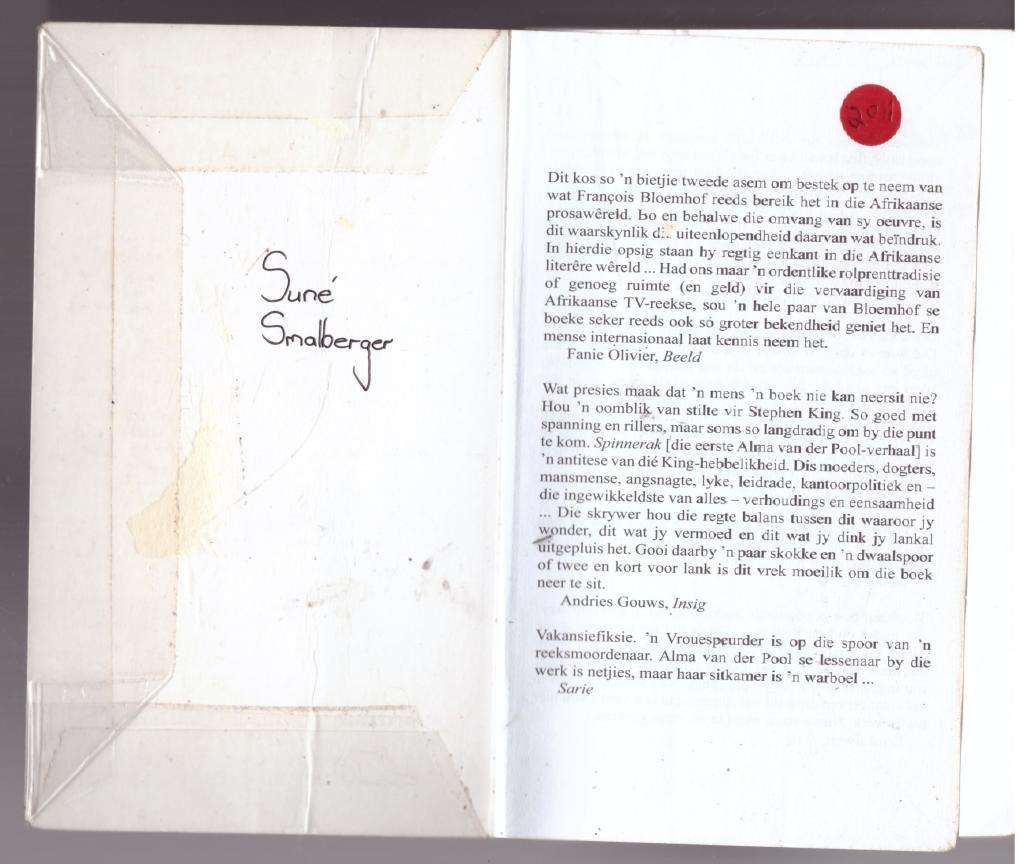 Suné
Smalberger
2011
Dit kos so 'n bietjie tweede asem om bestek op te neem van
wat François Bloemhof reeds bereik het in die Afrikaanse
prosawêreld. Bo en behalwe die omvang van sy oeuvre, is
dit waarskynlik uiteenlopendheid daarvan wat beïndruk.
In hierdie opsig staan hy regtig eenkant in die Afrikaanse
literêre wêreld ... Had ons maar 'n ordentlike rolprenttradisie
of genoeg ruimte (en geld) vir die vervaardiging van
Afrikaanse TV-reekse, sou 'n hele paar van Bloemhof se
boeke seker reeds ook só groter bekendheid geniet het. En
mense internasionaal laat kennis neem het.
Fanie Olivier, Beeld
Wat presies maak dat 'n mens 'n boek nie kan neersit nie?
Hou 'n oomblik van stilte vir Stephen King. So goed met
spanning en rillers, maar soms so langdradig om by die punt
te kom. Spinnerak [die eerste Alma van der Pool-verhaal] is
'n antitese van dié King-hebbelikheid. Dis moeders, dogters,
mansmense, angsnagte, lyke, leidrade, kantoorpolitiek en –
die ingewikkeldste van alles – verhoudings en eensaamheid
... Die skrywer hou die regte balans tussen dit waaroor jy
wonder, dit wat jy vermoed en dit wat jy dink jy lankal
uitgepluis het. Gooi daarby 'n paar skokke en 'n dwaalspoor
of twee en kort voor lank is dit vrek moeilik om die boek
neer te sit.
Andries Gouws, Insig
Vakansiefiksie. 'n Vrouespeurder is op die spoor van 'n
reeksmoordenaar. Alma van der Pool se lessenaar by die
werk is netjies, maar haar sitkamer is 'n warboel ...
Sarie